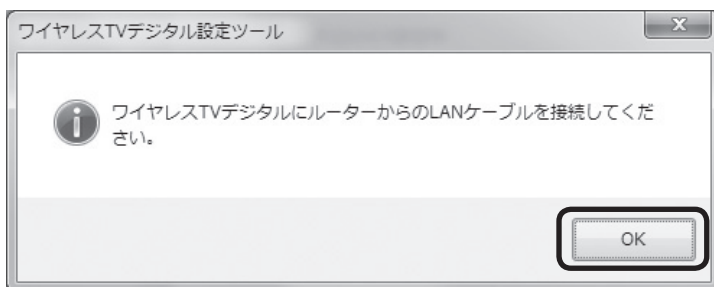 ワイヤレスTVデジタル設定ツール
ワイヤレスTVデジタルにルーターからのLANケーブルを接続してくだ
さい。
OK